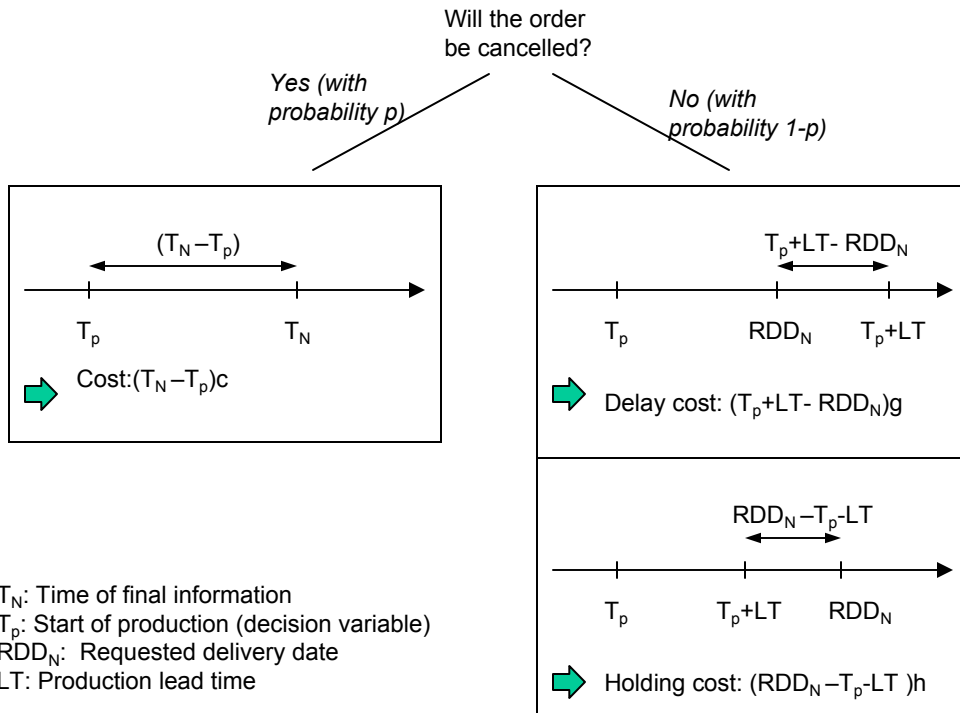 Will the order
be cancelled?
Yes (with
probability p)
No (with
probability 1-p)
(T_N –T_p)
T_p
T_N
Cost:(T_N –T_p)c
T_p+LT- RDD_N
T_p
RDD_N
T_p+LT
Delay cost: (T_p+LT- RDD_N)g
RDD_N –T_p-LT
T_p
T_p+LT
RDD_N
Holding cost: (RDD_N –T_p-LT )h
T_N: Time of final information
T_p: Start of production (decision variable)
RDD_N: Requested delivery date
LT: Production lead time